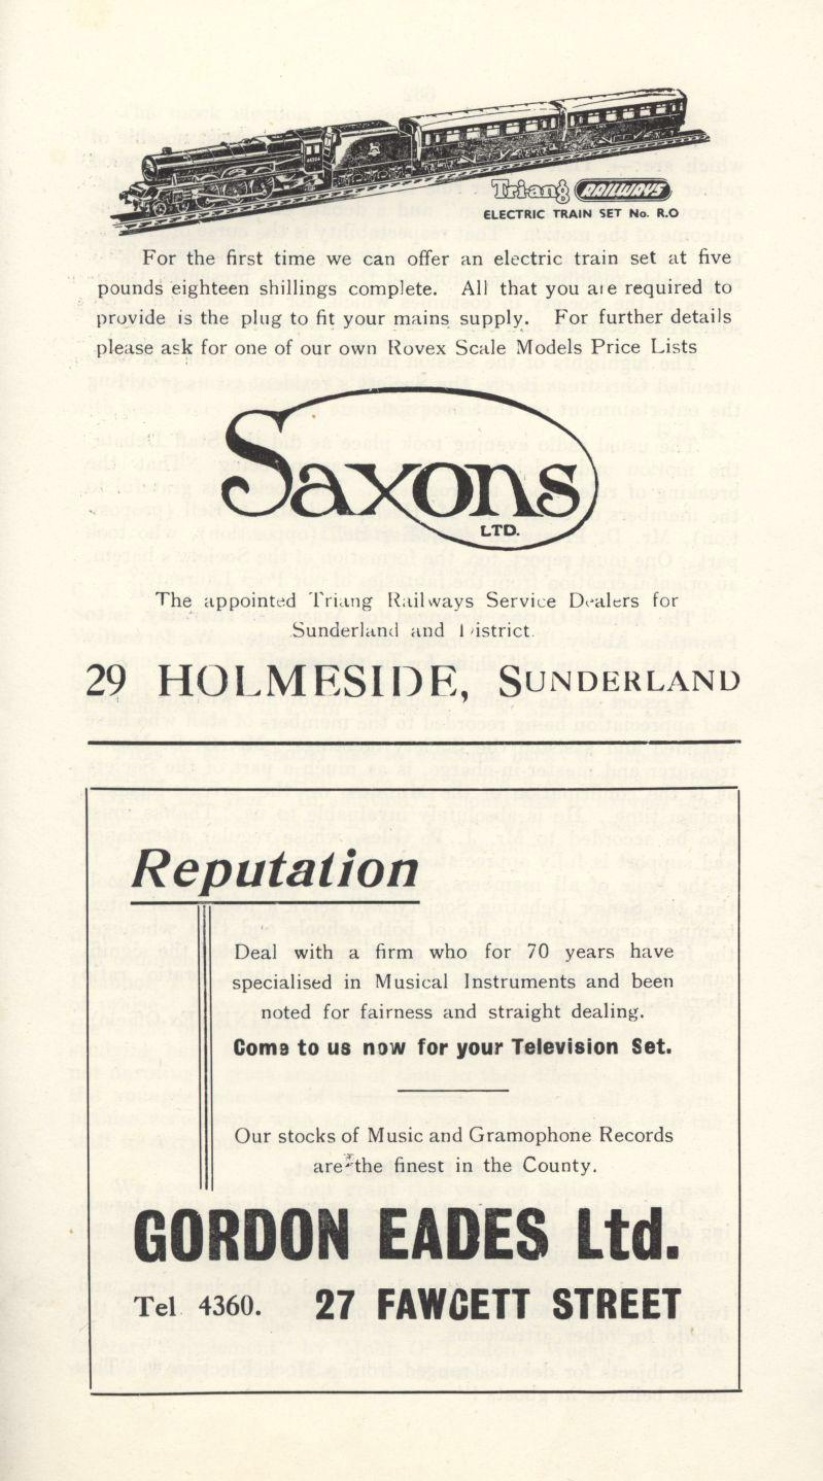 Triang RAILWAYS
ELECTRIC TRAIN SET No. R.O
For the first time we can offer an electric train set at five
pounds eighteen shillings complete. All that you are required to
provide is the plug to fit your mains supply. For further details
please ask for one of our own Rovex Scale Models Price Lists
Saxons
LTD.
The appointed Triang Railways Service Dealers for
Sunderland and District.
29 HOLMESIDE, SUNDERLAND
Reputation
Deal with a firm who for 70 years have
specialised in Musical Instruments and been
noted for fairness and straight dealing.
Come to us now for your Television Set.
Our stocks of Music and Gramophone Records
are the finest in the County.
GORDON EADES Ltd.
Tel 4360. 27 FAWCETT STREET